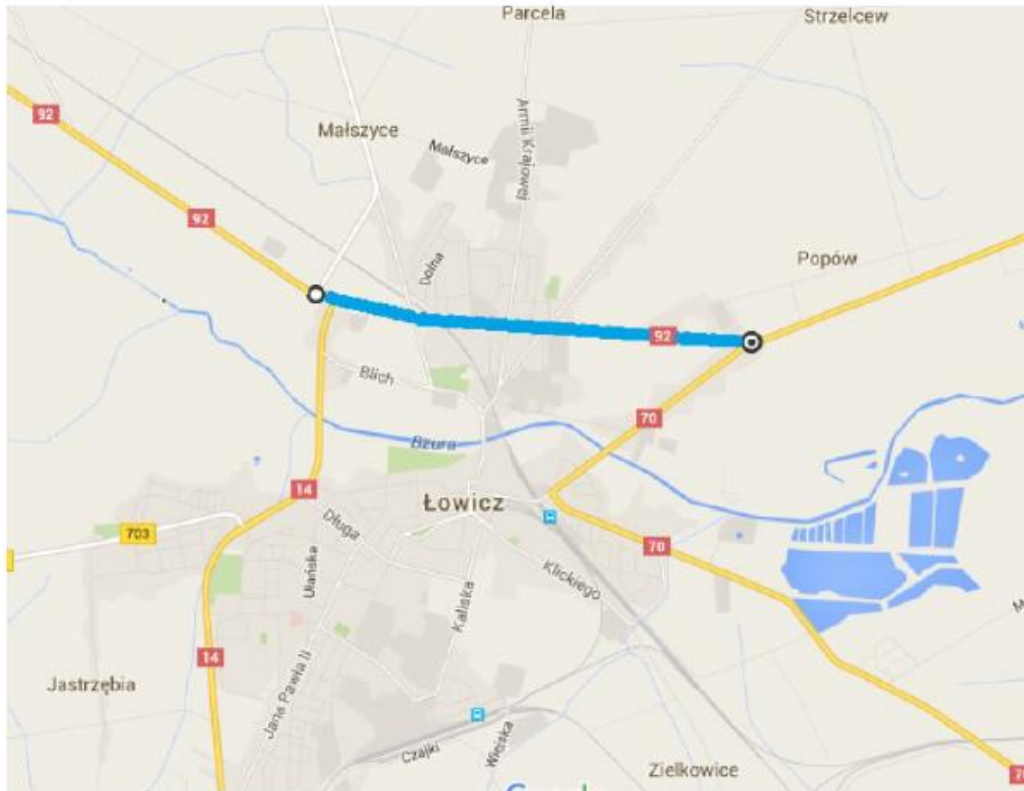 Parcela
Strzelcew
92
Małszyce
Małszyce
Armii Krajowej
92
Dolna
Popów
92
Blich
70
Bzura
14
Łowicz
703
Długa
70
Ułańska
Klickiego
Kaliska
14
Jastrzębia
Jana Pawła II
Czajki
Wiejska
Zielkowice